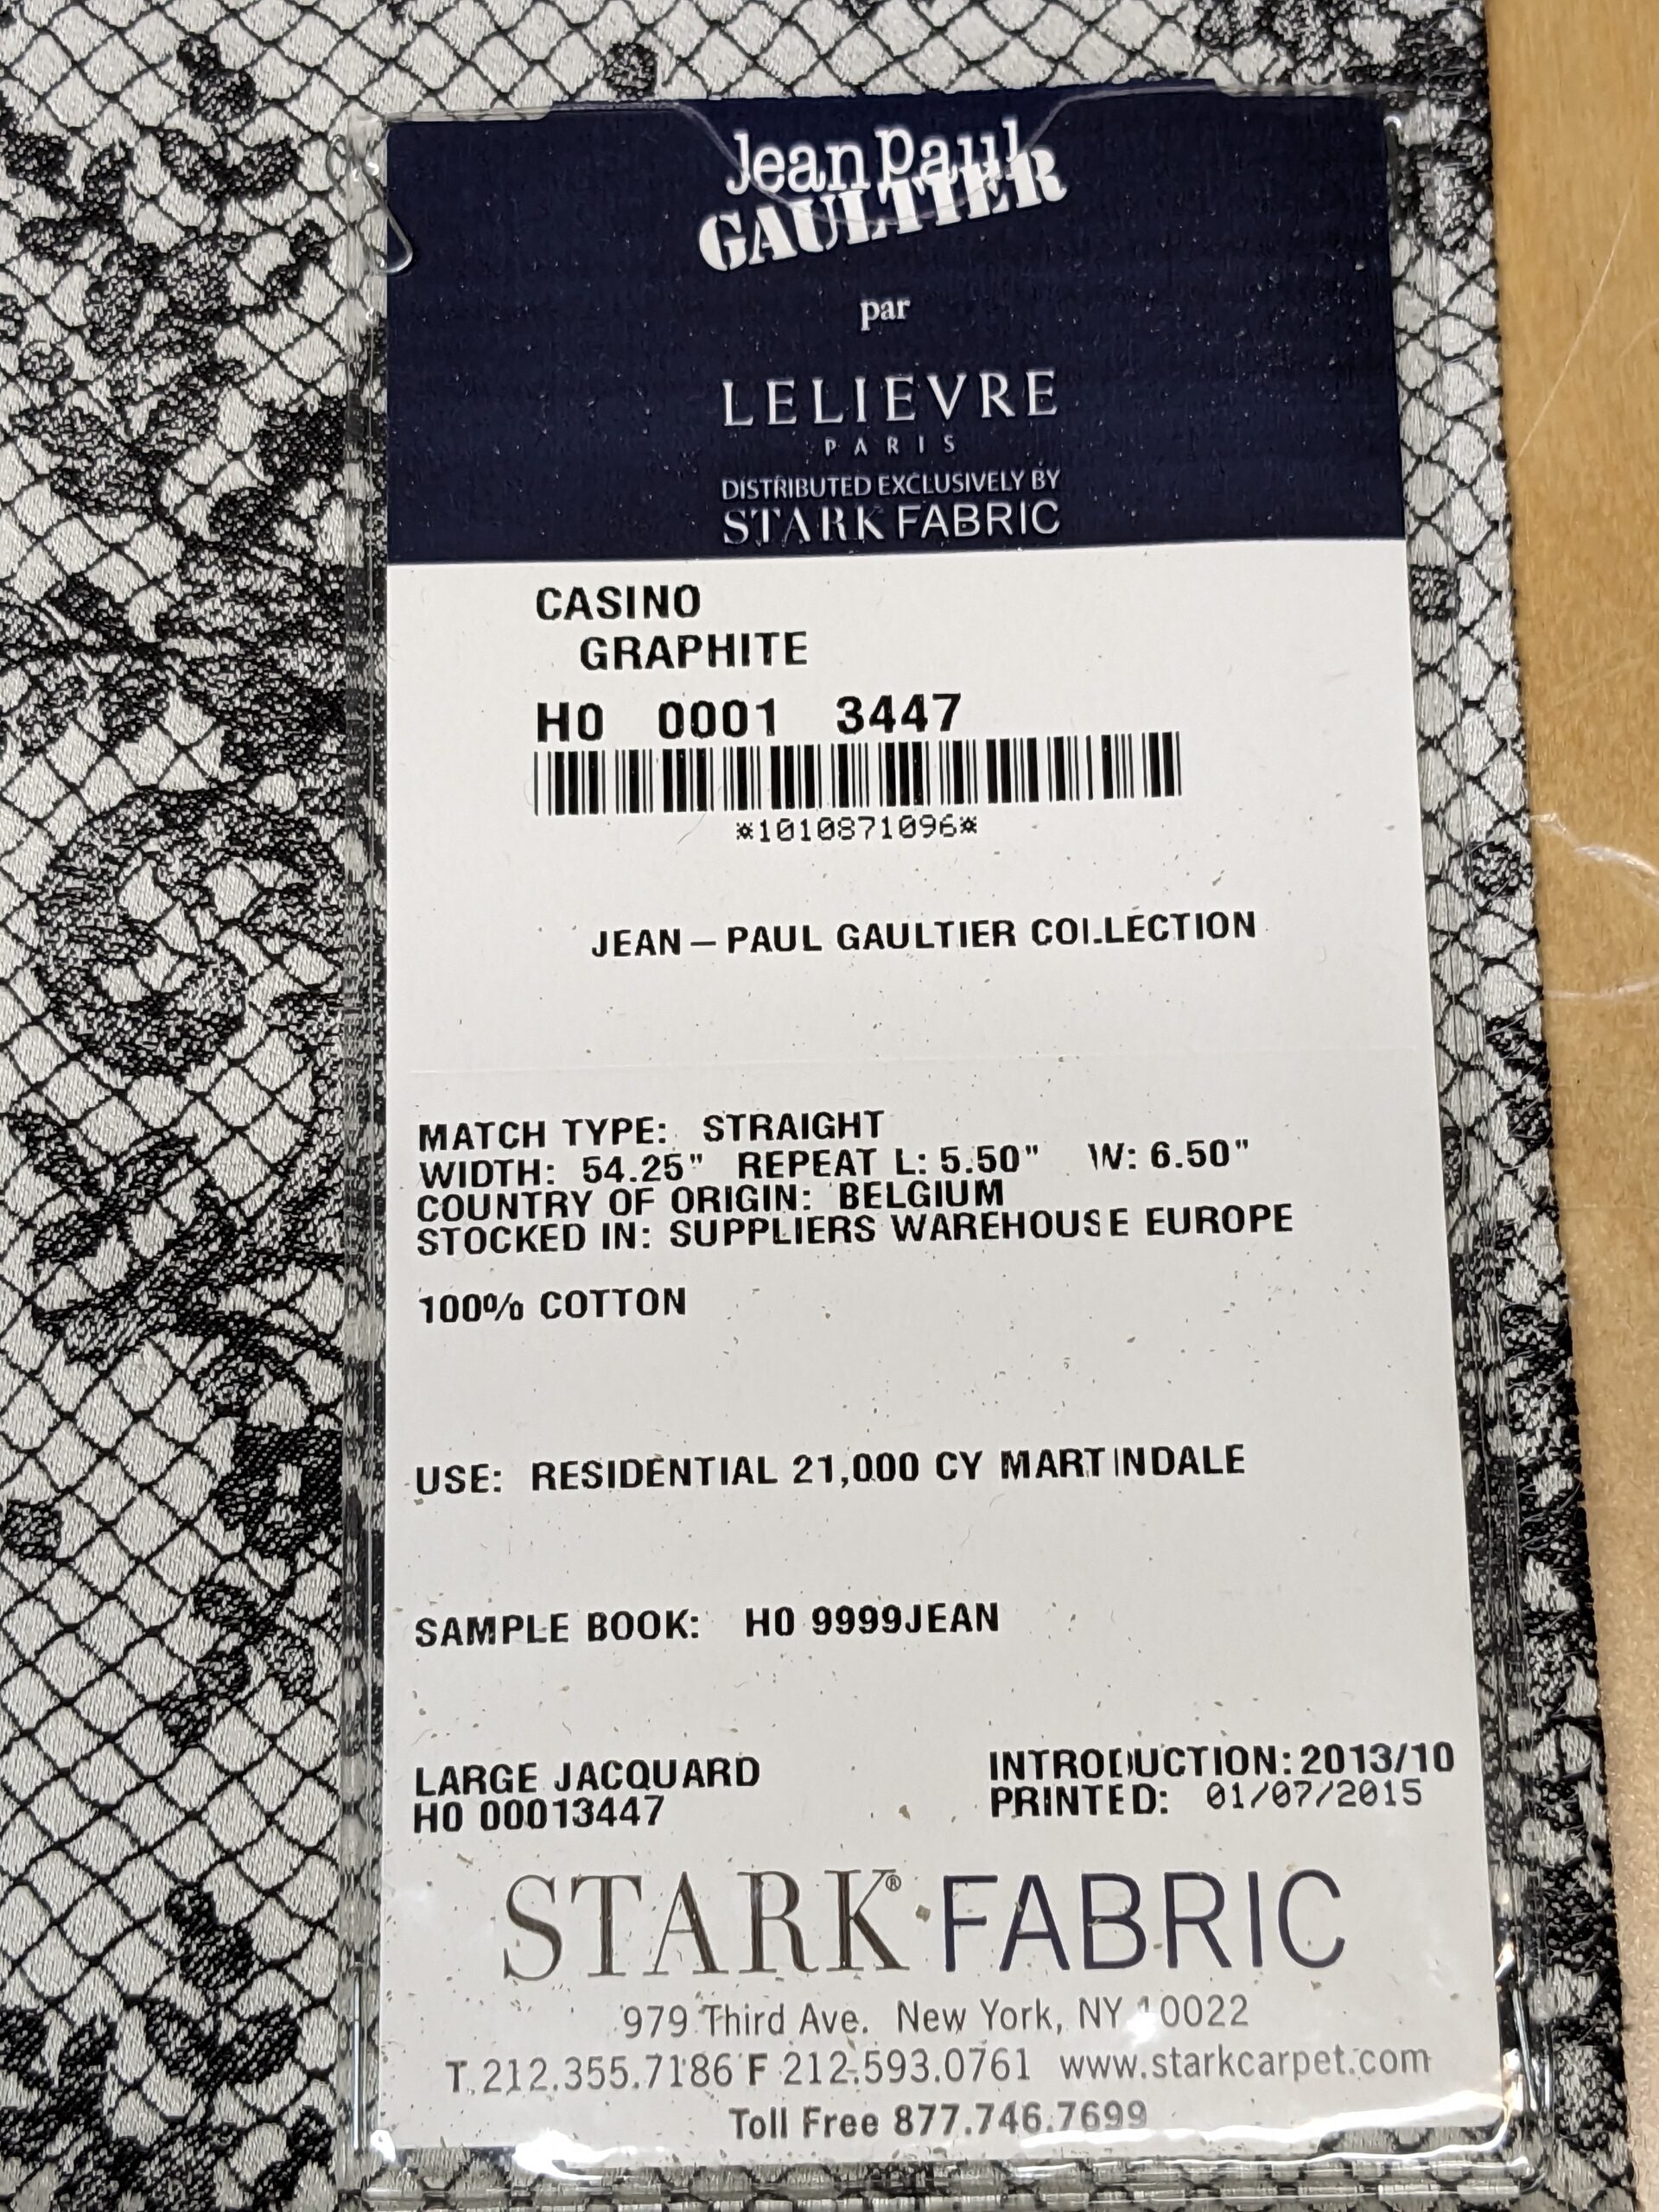 Jean Paul
GAULTIER
par
LELIEVRE
PARIS
DISTRIBUTED EXCLUSIVELY BY
STARK FABRIC
CASINO
GRAPHITE
H0 0001 3447
*1010871096*
JEAN-PAUL GAULTIER COLLECTION
MATCH TYPE: STRAIGHT
WIDTH: 54.25" REPEAT L: 5.50" W: 6.50"
COUNTRY OF ORIGIN: BELGIUM
STOCKED IN: SUPPLIERS WAREHOUSE EUROPE
100% COTTON
USE: RESIDENTIAL 21,000 CY MARTINDALE
SAMPLE BOOK: H0 9999JEAN
LARGE JACQUARD INTRODUCTION: 2013/10
H0 00013447 PRINTED: 01/07/2015
STARK® FABRIC
979 Third Ave. New York, NY 10022
T.212.355.7186 F 212.593.0761 www.starkcarpet.com
Toll Free 877.746.7699